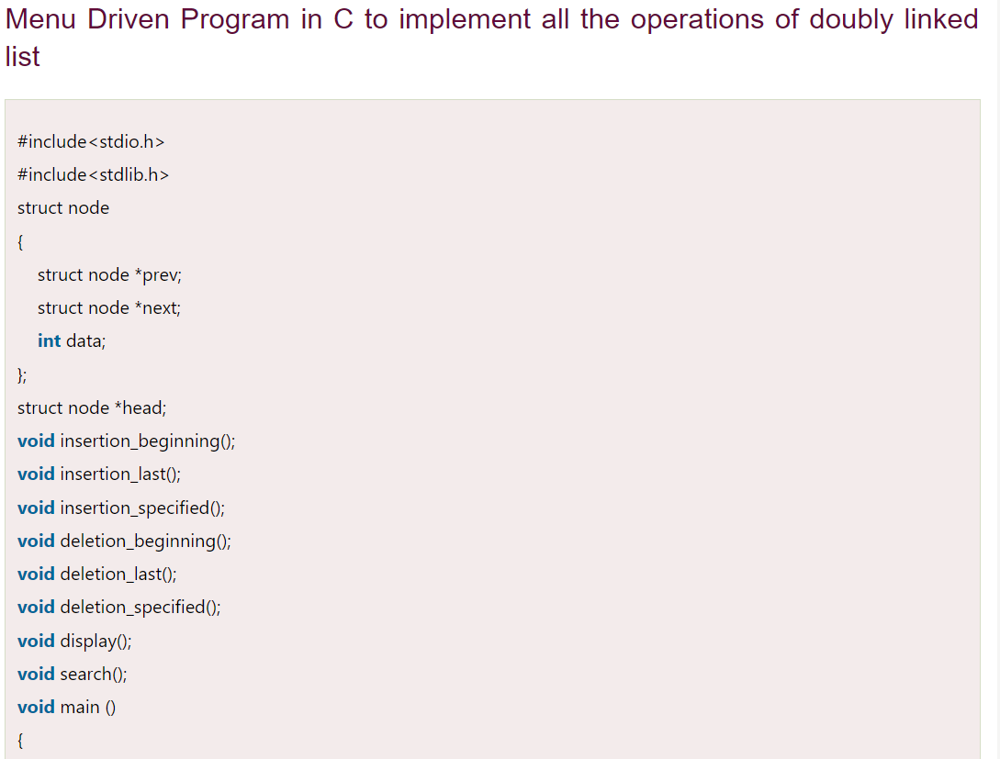 Menu Driven Program in C to implement all the operations of doubly linked
list
#include<stdio.h>
#include<stdlib.h>
struct node
{
    struct node *prev;
    struct node *next;
    int data;
};
struct node *head;
void insertion_beginning();
void insertion_last();
void insertion_specified();
void deletion_beginning();
void deletion_last();
void deletion_specified();
void display();
void search();
void main ()
{